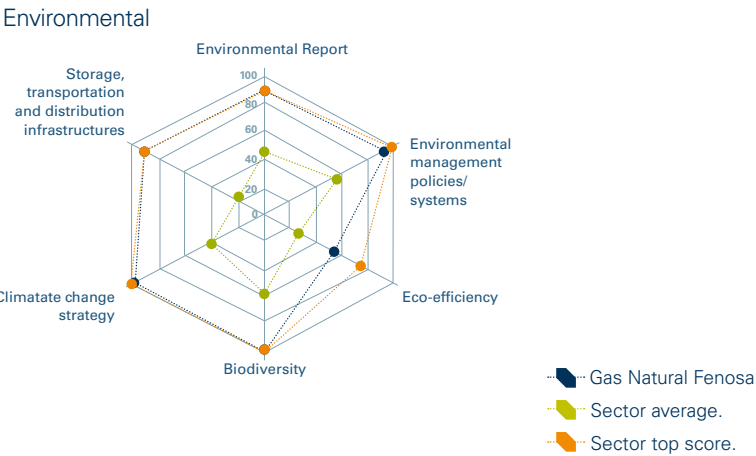 Environmental
Environmental Report
Storage,
transportation
and distribution
infrastructures
100
80
60
40
20
0
Environmental
management
policies/
systems
Climatate change
strategy
Eco-efficiency
Biodiversity
Gas Natural Fenosa
Sector average.
Sector top score.